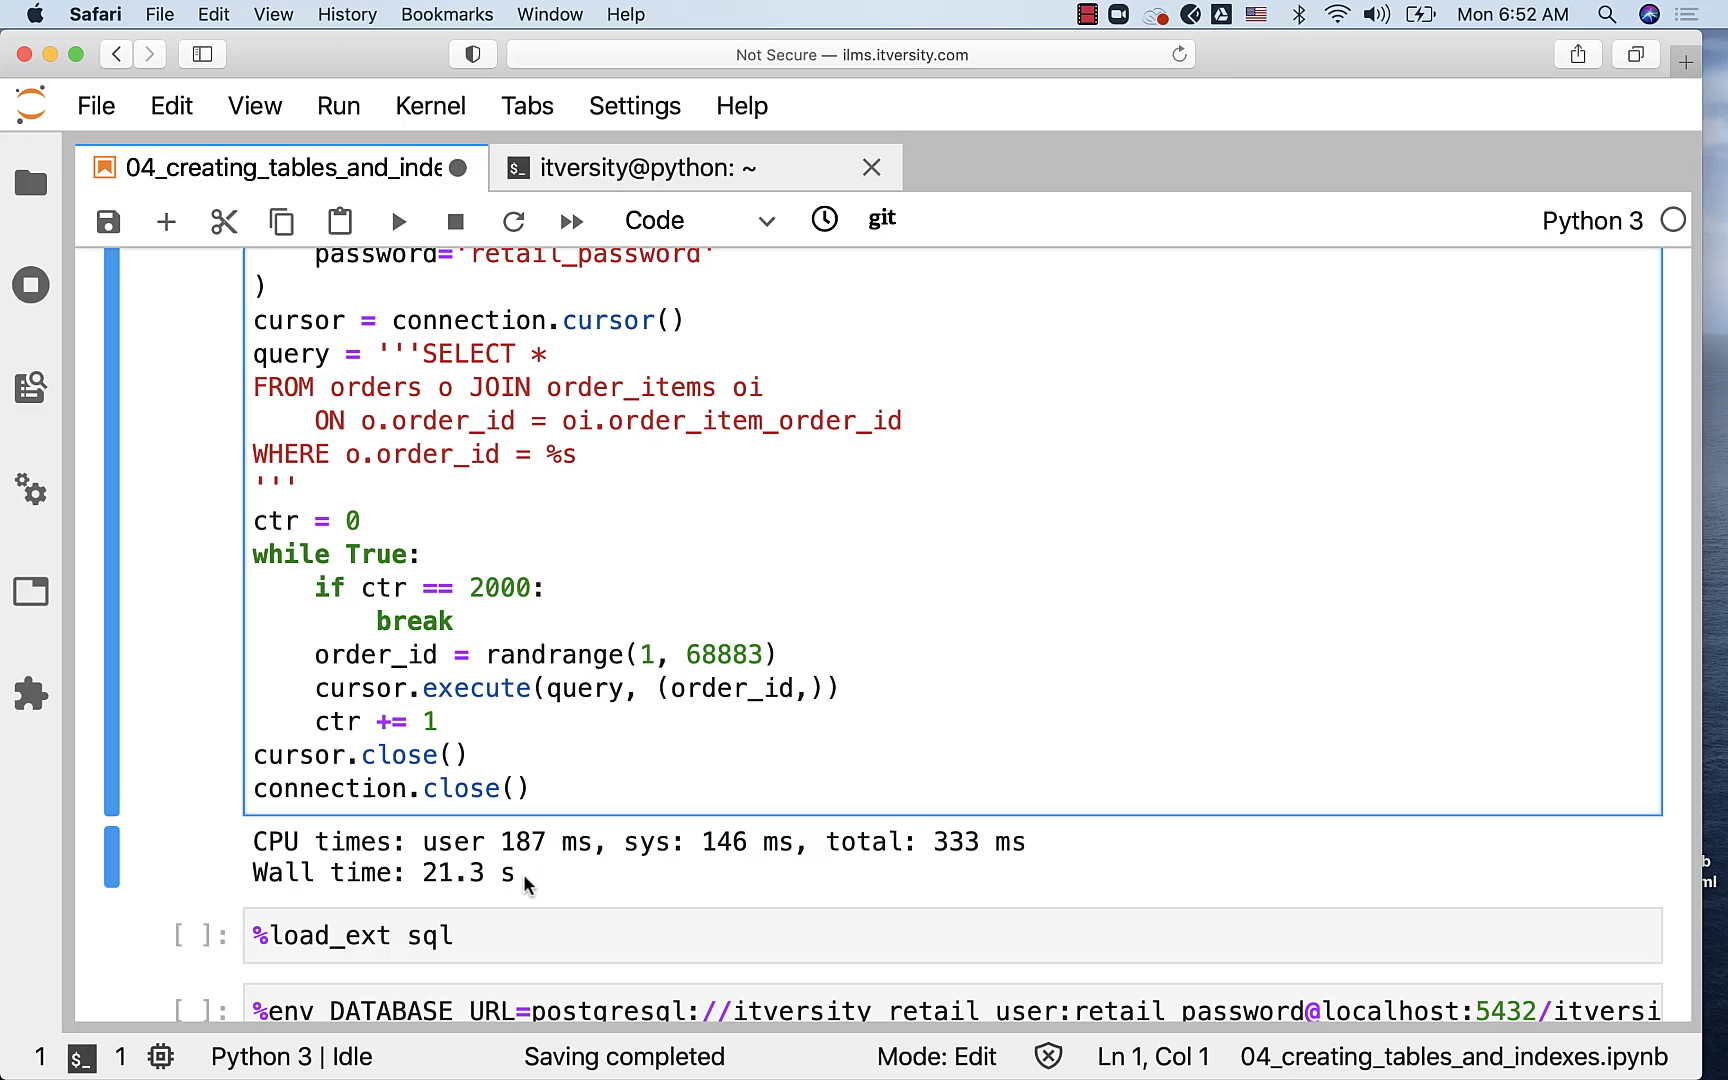 Safari File Edit View History Bookmarks Window Help Mon 6:52 AM
Not Secure — ilms.itversity.com
File Edit View Run Kernel Tabs Settings Help
04_creating_tables_and_inde itversity@python: ~
Code git Python 3
password='retail_password'
)
cursor = connection.cursor()
query = '''SELECT *
FROM orders o JOIN order_items oi
ON o.order_id = oi.order_item_order_id
WHERE o.order_id = %s
'''
ctr = 0
while True:
if ctr == 2000:
break
order_id = randrange(1, 68883)
cursor.execute(query, (order_id,))
ctr += 1
cursor.close()
connection.close()
CPU times: user 187 ms, sys: 146 ms, total: 333 ms
Wall time: 21.3 s
b
ml
[ ]: %load_ext sql
[ ]: %env DATABASE_URL=postgresql://itversity_retail_user:retail_password@localhost:5432/itversi
1 $_ 1 Python 3 | Idle Saving completed Mode: Edit Ln 1, Col 1 04_creating_tables_and_indexes.ipynb